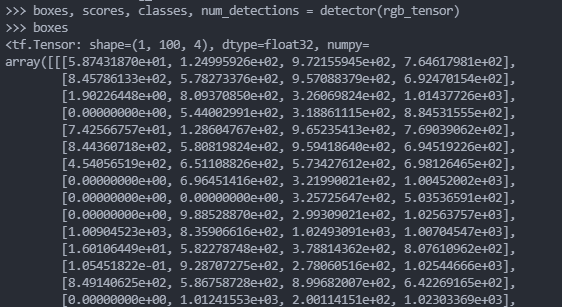 >>> boxes, scores, classes, num_detections = detector(rgb_tensor)
>>> boxes
<tf.Tensor: shape=(1, 100, 4), dtype=float32, numpy=
array([[[5.87431870e+01, 1.24995926e+02, 9.72155945e+02, 7.64617981e+02],
[8.45786133e+02, 5.78273376e+02, 9.57088379e+02, 6.92470154e+02],
[1.90226448e+00, 8.09370850e+02, 3.26069824e+02, 1.01437726e+03],
[0.00000000e+00, 5.44002991e+02, 3.18861115e+02, 8.84531555e+02],
[7.42566757e+01, 1.28604767e+02, 9.65235413e+02, 7.69039062e+02],
[8.44360718e+02, 5.80819824e+02, 9.59418640e+02, 6.94519226e+02],
[4.54056519e+02, 6.51108826e+02, 5.73427612e+02, 6.98126465e+02],
[0.00000000e+00, 6.96451416e+02, 3.21990021e+02, 1.00452002e+03],
[0.00000000e+00, 0.00000000e+00, 3.25725647e+02, 5.03536591e+02],
[0.00000000e+00, 9.88528870e+02, 2.99309021e+02, 1.02563757e+03],
[1.00904523e+03, 8.35906616e+02, 1.02493091e+03, 1.00704547e+03],
[1.60106449e+01, 5.82278748e+02, 3.78814362e+02, 8.07610962e+02],
[1.05451822e-01, 9.28707275e+02, 2.78060516e+02, 1.02544666e+03],
[8.49140625e+02, 5.86758728e+02, 8.99682007e+02, 6.42269165e+02],
[0.00000000e+00, 1.01241553e+03, 2.00114151e+02, 1.02303369e+03],